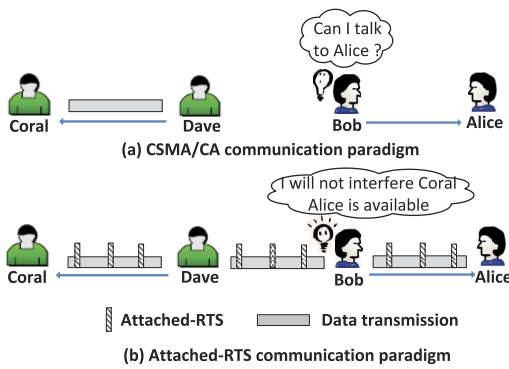 Can I talk
to Alice ?
Coral
Dave
Bob
Alice
(a) CSMA/CA communication paradigm
I will not interfere Coral
Alice is available
Coral
Dave
Bob
Alice
Attached-RTS
Data transmission
(b) Attached-RTS communication paradigm